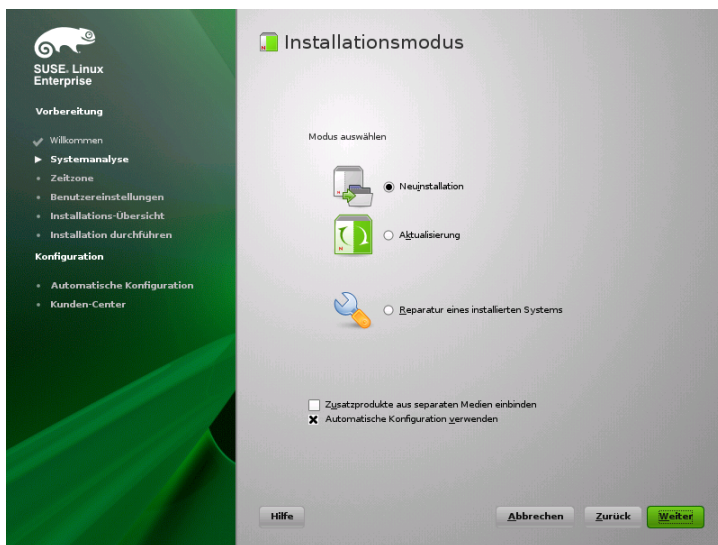 SUSE. Linux
Enterprise
Vorbereitung
Willkommen
Systemanalyse
Zeitzone
Benutzereinstellungen
Installations-Übersicht
Installation durchführen
Konfiguration
Automatische Konfiguration
Kunden-Center
Installationsmodus
Modus auswählen
Neuinstallation
Aktualisierung
Reparatur eines installierten Systems
Zusatzprodukte aus separaten Medien einbinden
Automatische Konfiguration verwenden
Hilfe
Abbrechen
Zurück
Weiter